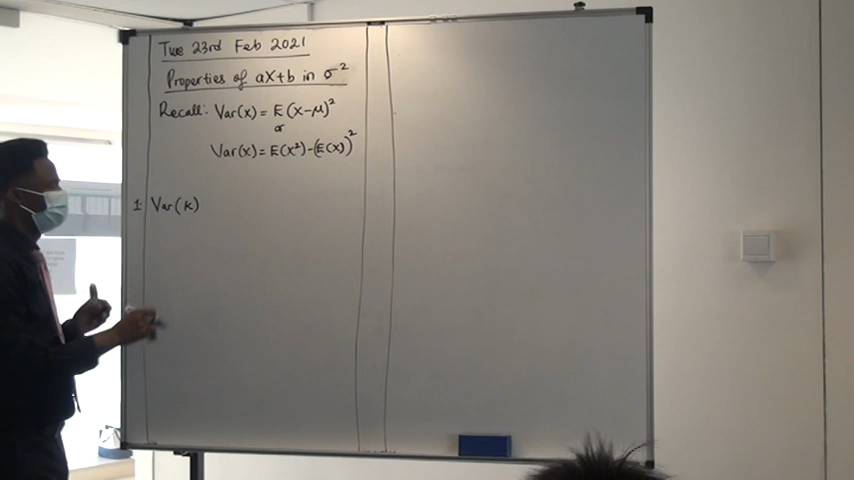 Tue 23rd Feb 2021
Properties of aX+b in σ²
Recall: Var(x) = E(x-μ)²
or
Var(x) = E(x²)-(E(x))²
1. Var(k)